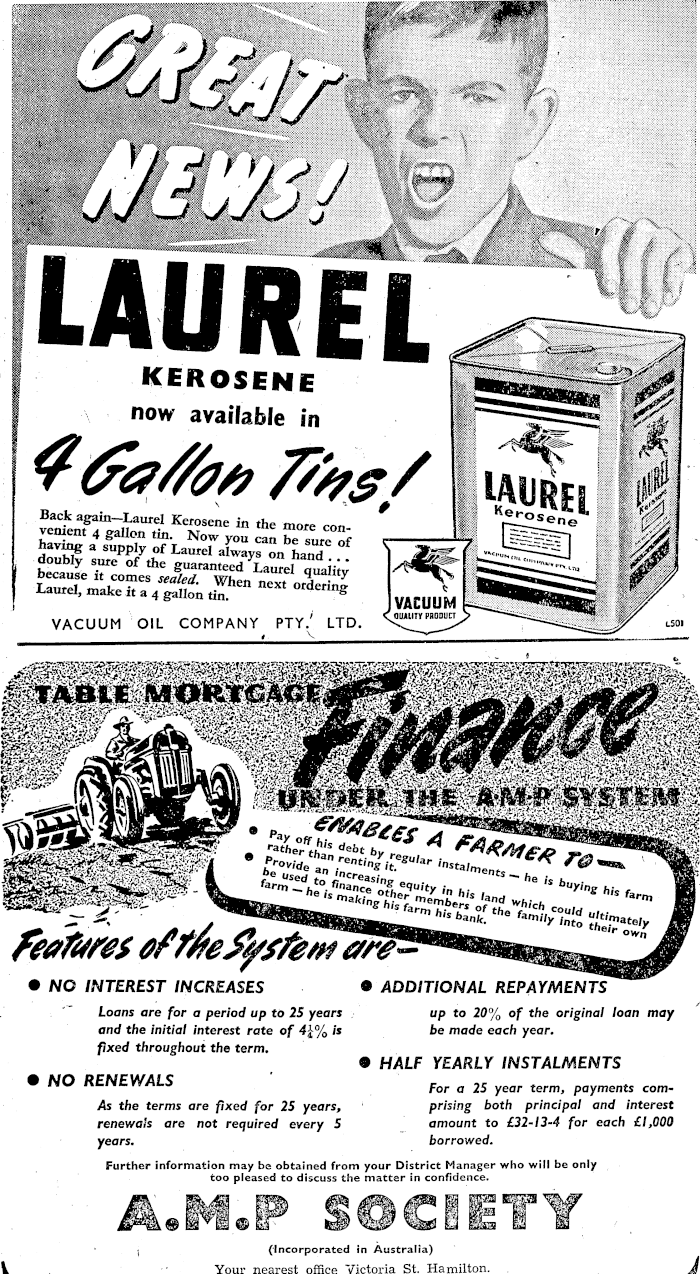 GREAT
NEWS!
LAUREL
KEROSENE
now available in
4 Gallon Tins!
Back again—Laurel Kerosene in the more con-
venient 4 gallon tin. Now you can be sure of
having a supply of Laurel always on hand . . .
doubly sure of the guaranteed Laurel quality
because it comes sealed. When next ordering
Laurel, make it a 4 gallon tin.
VACUUM OIL COMPANY PTY. LTD.
VACUUM
QUALITY PRODUCT
LAUREL
Kerosene
VACUUM OIL COMPANY PTY. LTD.
LAUREL
Kerosene
L501
TABLE MORTGAGE
Finance
UNDER THE A·M·P SYSTEM
ENABLES A FARMER TO—
● Pay off his debt by regular instalments — he is buying his farm
rather than renting it.
● Provide an increasing equity in his land which could ultimately
be used to finance other members of the family into their own
farm — he is making his farm his bank.
Features of the System are—
● NO INTEREST INCREASES
Loans are for a period up to 25 years
and the initial interest rate of 4¼% is
fixed throughout the term.
● NO RENEWALS
As the terms are fixed for 25 years,
renewals are not required every 5
years.
● ADDITIONAL REPAYMENTS
up to 20% of the original loan may
be made each year.
● HALF YEARLY INSTALMENTS
For a 25 year term, payments com-
prising both principal and interest
amount to £32-13-4 for each £1,000
borrowed.
Further information may be obtained from your District Manager who will be only
too pleased to discuss the matter in confidence.
A.M.P SOCIETY
(Incorporated in Australia)
Your nearest office Victoria St. Hamilton.